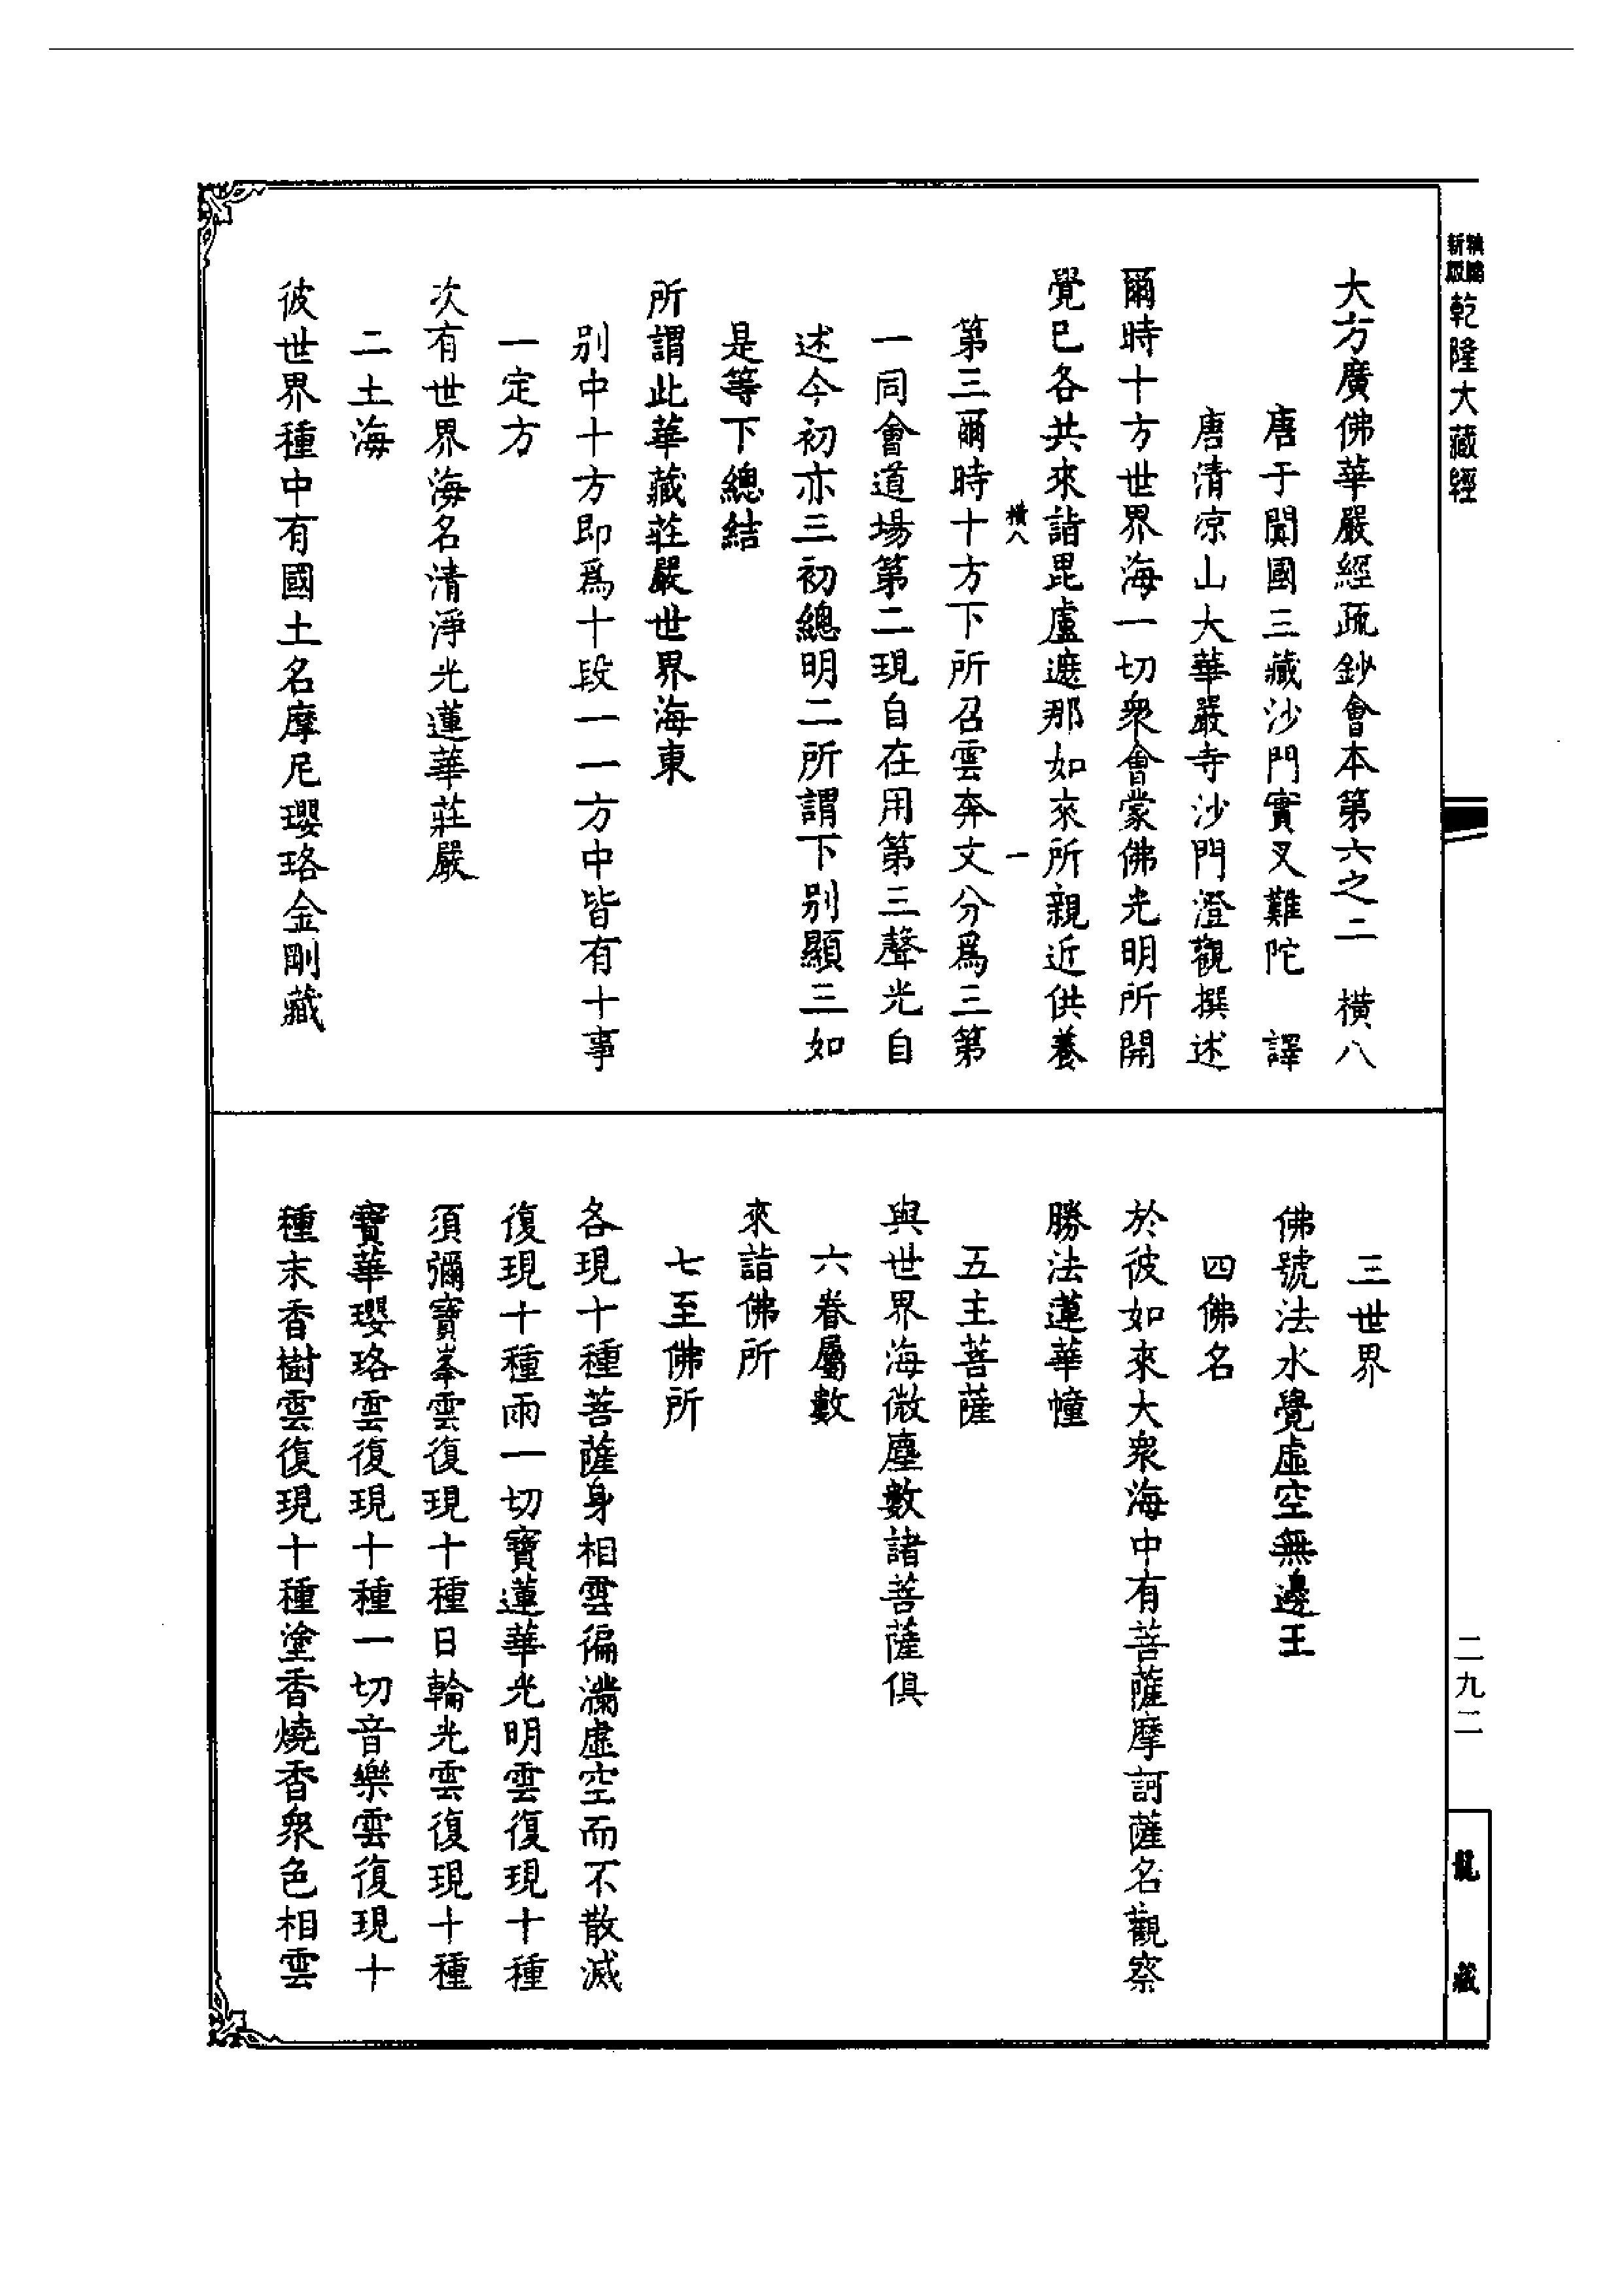 新版
乾隆大藏經
大方廣佛華嚴經疏鈔會本第六之二　橫八
唐于闐國三藏沙門實叉難陀　譯
唐清凉山大華嚴寺沙門澄觀撰述
爾時十方世界海一切衆會蒙佛光明所開
覺已各共來詣毘盧遮那如來所親近供養
橫八　一
第三爾時十方下所召雲奔文分爲三第
一同會道場第二現自在用第三聲光自
述今初亦三初總明二所謂下別顯三如
是等下總結
所謂此華藏莊嚴世界海東
別中十方即爲十段一一方中皆有十事
一定方
次有世界海名清淨光蓮華莊嚴
二土海
彼世界種中有國土名摩尼瓔珞金剛藏
三世界
佛號法水覺虛空無邊王
四佛名
於彼如來大衆海中有菩薩摩訶薩名觀察
勝法蓮華幢
五主菩薩
與世界海微塵數諸菩薩俱
六眷屬數
來詣佛所
七至佛所
各現十種菩薩身相雲徧滿虛空而不散滅
復現十種雨一切寶蓮華光明雲復現十種
須彌寶峯雲復現十種日輪光雲復現十種
寶華瓔珞雲復現十種一切音樂雲復現十
種末香樹雲復現十種塗香燒香衆色相雲
二九二
龍藏